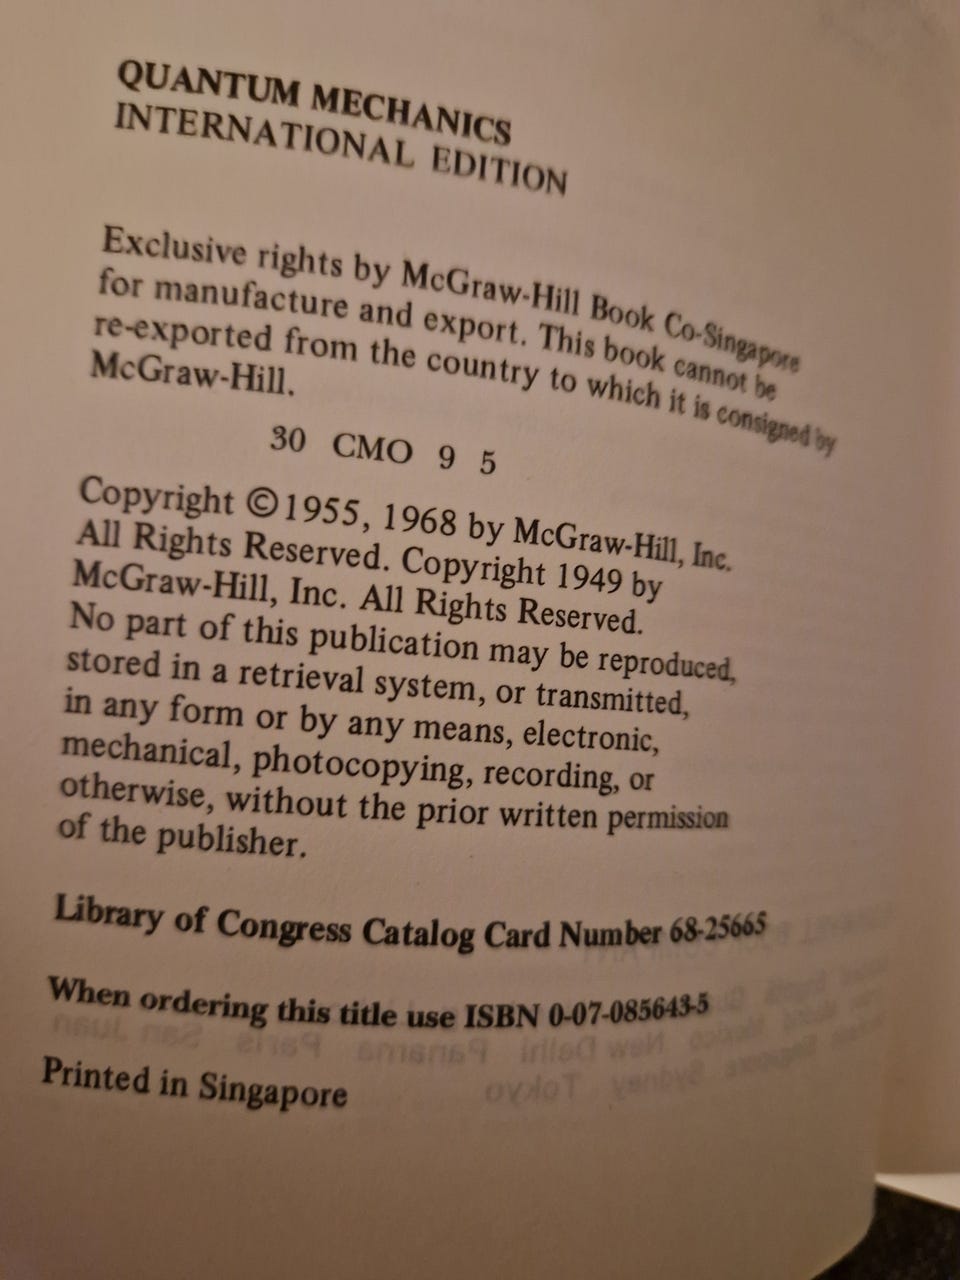 QUANTUM MECHANICS
INTERNATIONAL EDITION
Exclusive rights by McGraw-Hill Book Co-Singapore
for manufacture and export. This book cannot be
re-exported from the country to which it is consigned by
McGraw-Hill.
30 CMO 9 5
Copyright ©1955, 1968 by McGraw-Hill, Inc.
All Rights Reserved. Copyright 1949 by
McGraw-Hill, Inc. All Rights Reserved.
No part of this publication may be reproduced,
stored in a retrieval system, or transmitted,
in any form or by any means, electronic,
mechanical, photocopying, recording, or
otherwise, without the prior written permission
of the publisher.
Library of Congress Catalog Card Number 68-25665
When ordering this title use ISBN 0-07-085643-5
Printed in Singapore